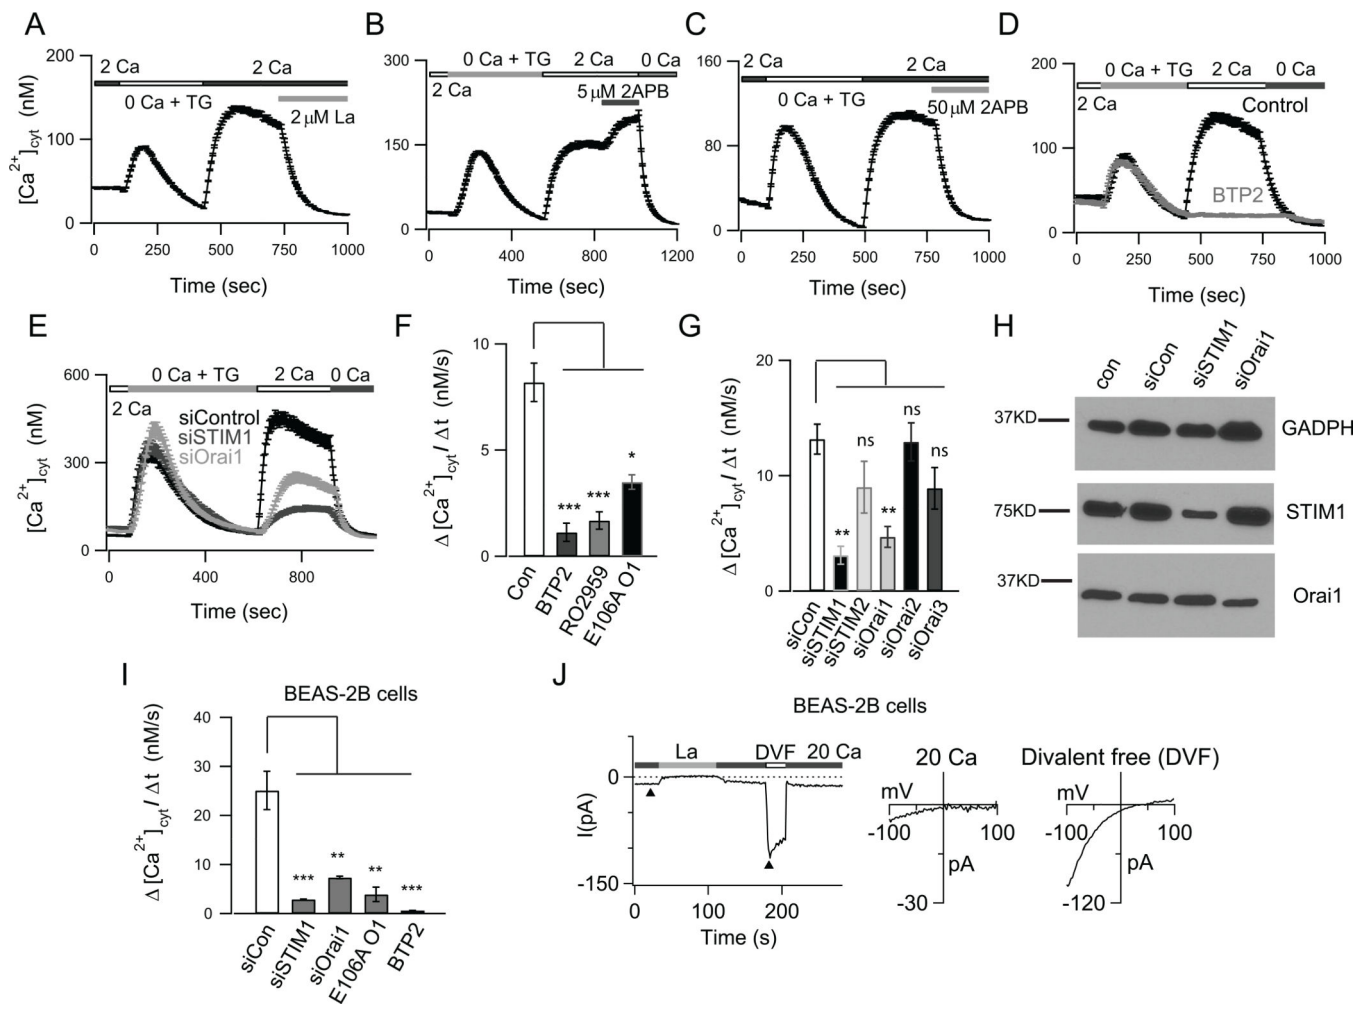 A
2 Ca
2 Ca
0 Ca + TG
2 μM La
200
100
0
[Ca2+]cyt (nM)
0 250 500 750 1000
Time (sec)
B
0 Ca + TG 2 Ca 0 Ca
2 Ca
5 μM 2APB
300
150
0
0 400 800 1200
Time (sec)
C
2 Ca
2 Ca
0 Ca + TG
50 μM 2APB
160
80
0
0 250 500 750 1000
Time (sec)
D
0 Ca + TG 2 Ca 0 Ca
2 Ca
Control
BTP2
200
100
0
0 250 500 750 1000
Time (sec)
E
0 Ca + TG 2 Ca 0 Ca
2 Ca
siControl
siSTIM1
siOrai1
600
300
0
[Ca2+]cyt (nM)
0 400 800
Time (sec)
F
10
5
0
Δ [Ca2+]cyt / Δt (nM/s)
***
***
*
Con
BTP2
RO2959
E106A O1
G
20
10
0
Δ [Ca2+]cyt / Δt (nM/s)
**
ns
**
ns
ns
siCon
siSTIM1
siSTIM2
siOrai1
siOrai2
siOrai3
H
con
siCon
siSTIM1
siOrai1
37KD
GADPH
75KD
STIM1
37KD
Orai1
I
BEAS-2B cells
40
30
20
10
0
Δ [Ca2+]cyt / Δt (nM/s)
***
**
**
***
siCon
siSTIM1
siOrai1
E106A O1
BTP2
J
BEAS-2B cells
La DVF 20 Ca
0
-150
I(pA)
0 100 200
Time (s)
20 Ca
mV
-100 100
pA
-30
Divalent free (DVF)
mV
-100 100
pA
-120